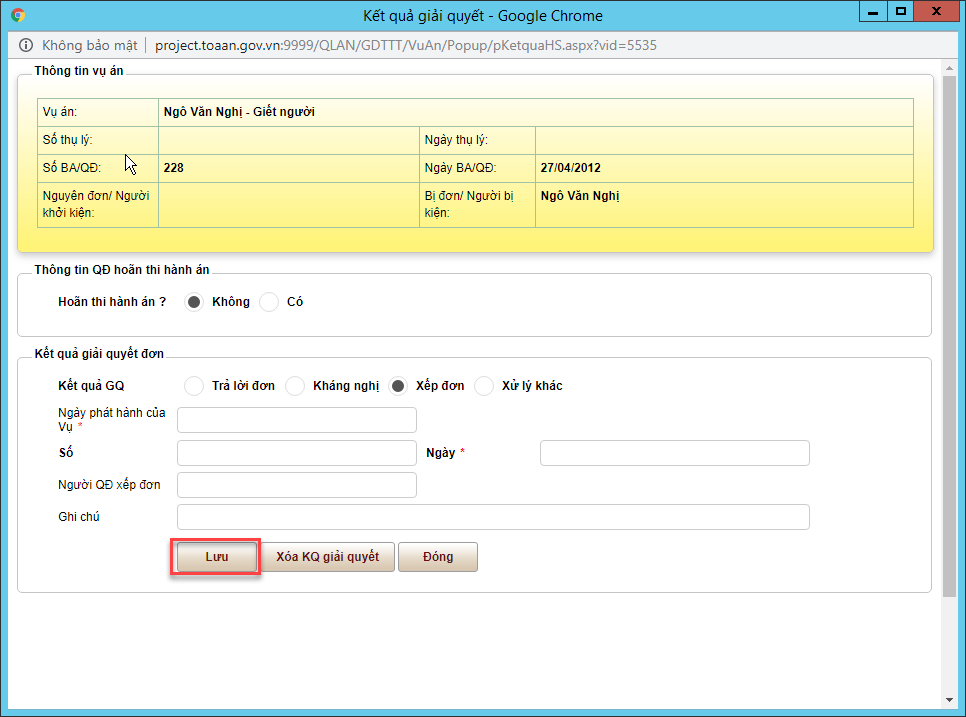 Kết quả giải quyết - Google Chrome
Không bảo mật project.toaan.gov.vn:9999/QLAN/GDTTT/VuAn/Popup/pKetquaHS.aspx?vid=5535
Thông tin vụ án
Vụ án: Ngô Văn Nghị - Giết người
Số thụ lý: Ngày thụ lý:
Số BA/QĐ: 228 Ngày BA/QĐ: 27/04/2012
Nguyên đơn/ Người khởi kiện: Bị đơn/ Người bị kiện: Ngô Văn Nghị
Thông tin QĐ hoãn thi hành án
Hoãn thi hành án ? Không Có
Kết quả giải quyết đơn
Kết quả GQ Trả lời đơn Kháng nghị Xếp đơn Xử lý khác
Ngày phát hành của
Vụ *
Số Ngày *
Người QĐ xếp đơn
Ghi chú
Lưu Xóa KQ giải quyết Đóng